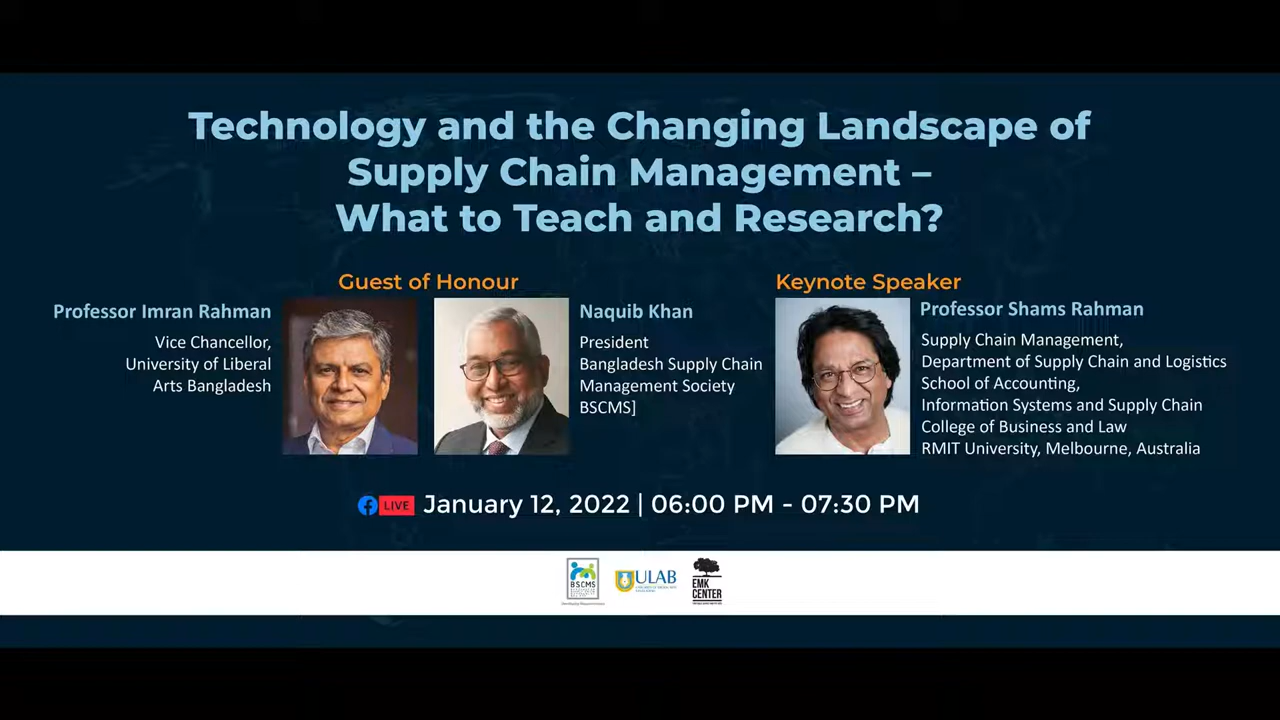 Technology and the Changing Landscape of
Supply Chain Management –
What to Teach and Research?
Guest of Honour
Professor Imran Rahman
Vice Chancellor,
University of Liberal
Arts Bangladesh
Naquib Khan
President
Bangladesh Supply Chain
Management Society
BSCMS]
Keynote Speaker
Professor Shams Rahman
Supply Chain Management,
Department of Supply Chain and Logistics
School of Accounting,
Information Systems and Supply Chain
College of Business and Law
RMIT University, Melbourne, Australia
LIVE January 12, 2022 | 06:00 PM - 07:30 PM
BSCMS
ULAB
EMK
CENTER